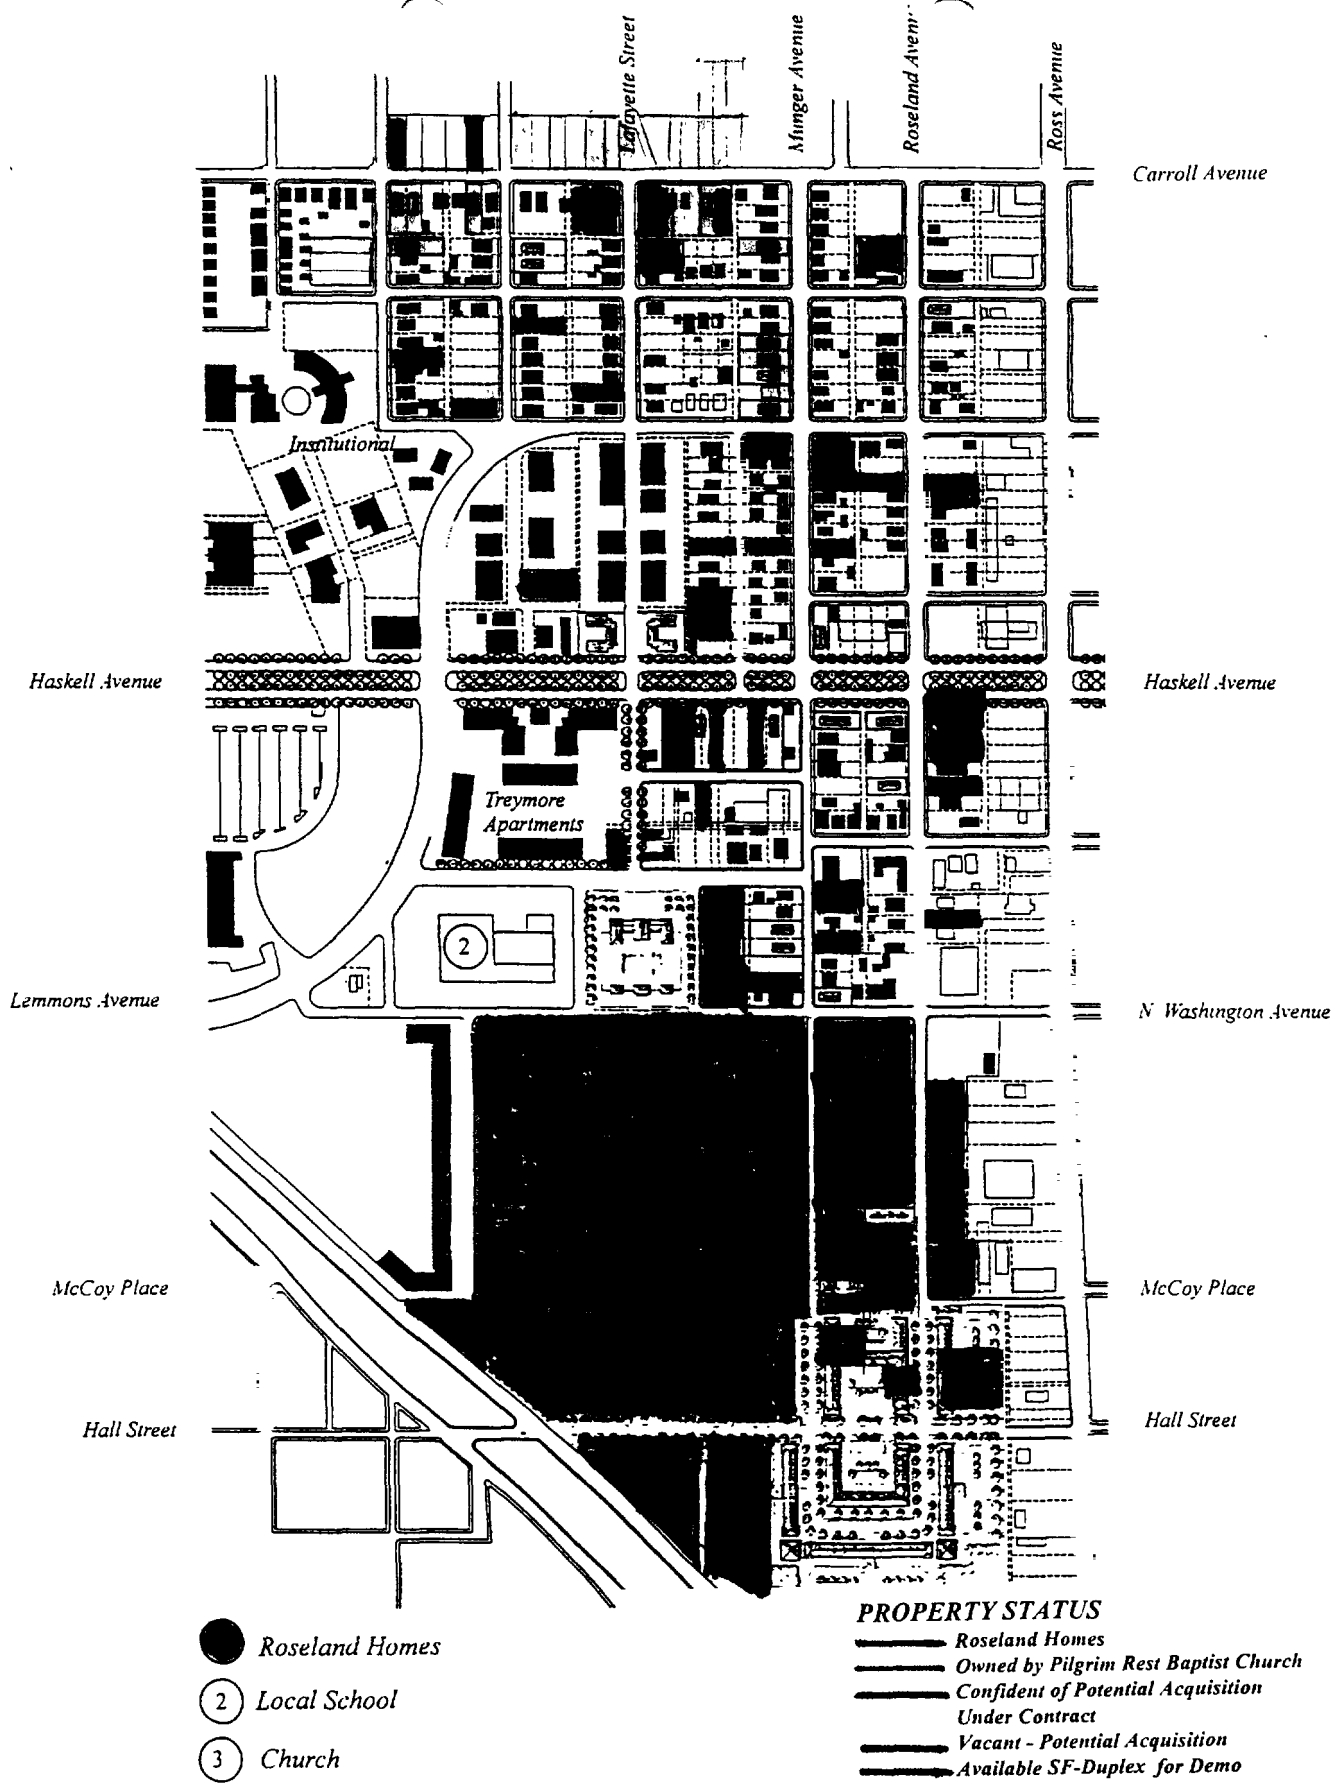 Lafayette Street
Munger Avenue
Roseland Aven
Ross Avenue
Carroll Avenue
Institutional
Haskell Avenue
Haskell Avenue
Treymore
Apartments
2
Lemmons Avenue
N Washington Avenue
McCoy Place
McCoy Place
Hall Street
Hall Street
Roseland Homes
2 Local School
3 Church
PROPERTY STATUS
Roseland Homes
Owned by Pilgrim Rest Baptist Church
Confident of Potential Acquisition
Under Contract
Vacant - Potential Acquisition
Available SF-Duplex for Demo